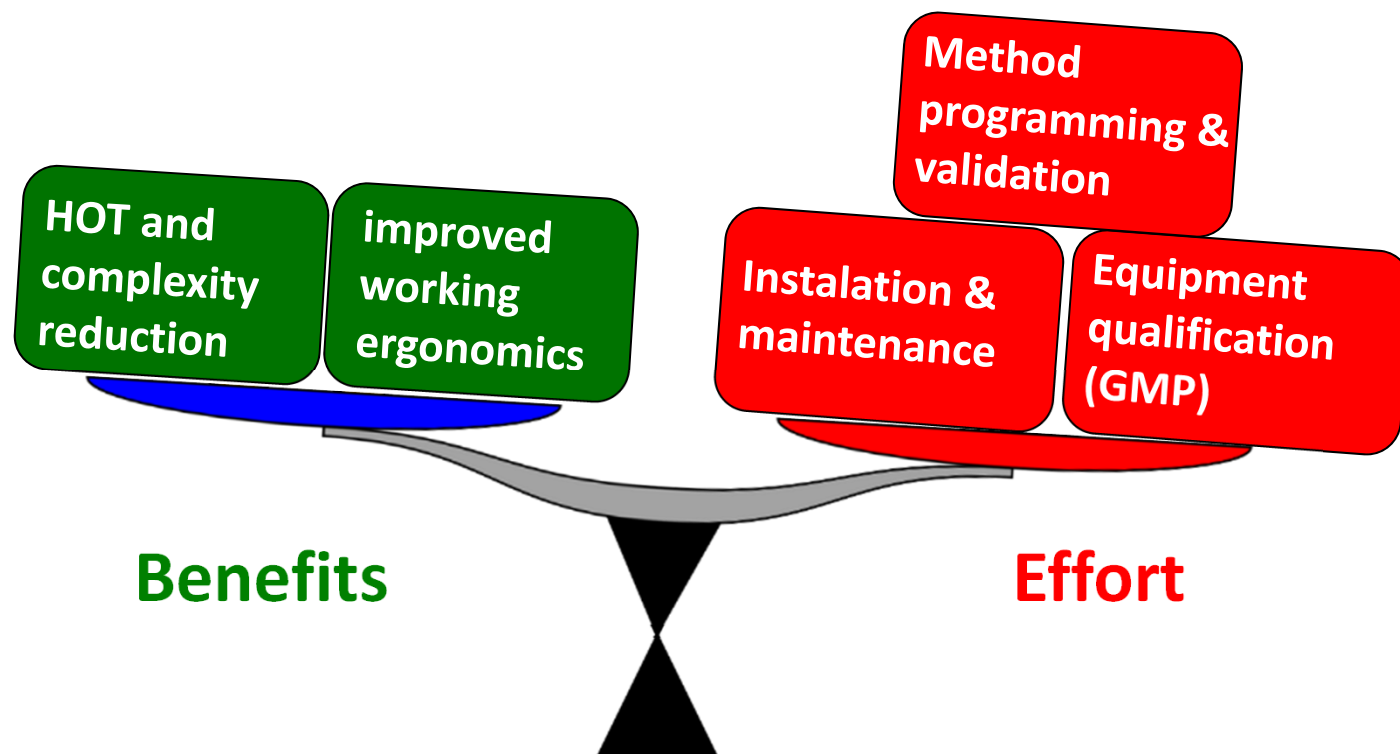 HOT and
complexity
reduction
improved
working
ergonomics
Method
programming &
validation
Instalation &
maintenance
Equipment
qualification
(GMP)
Benefits
Effort